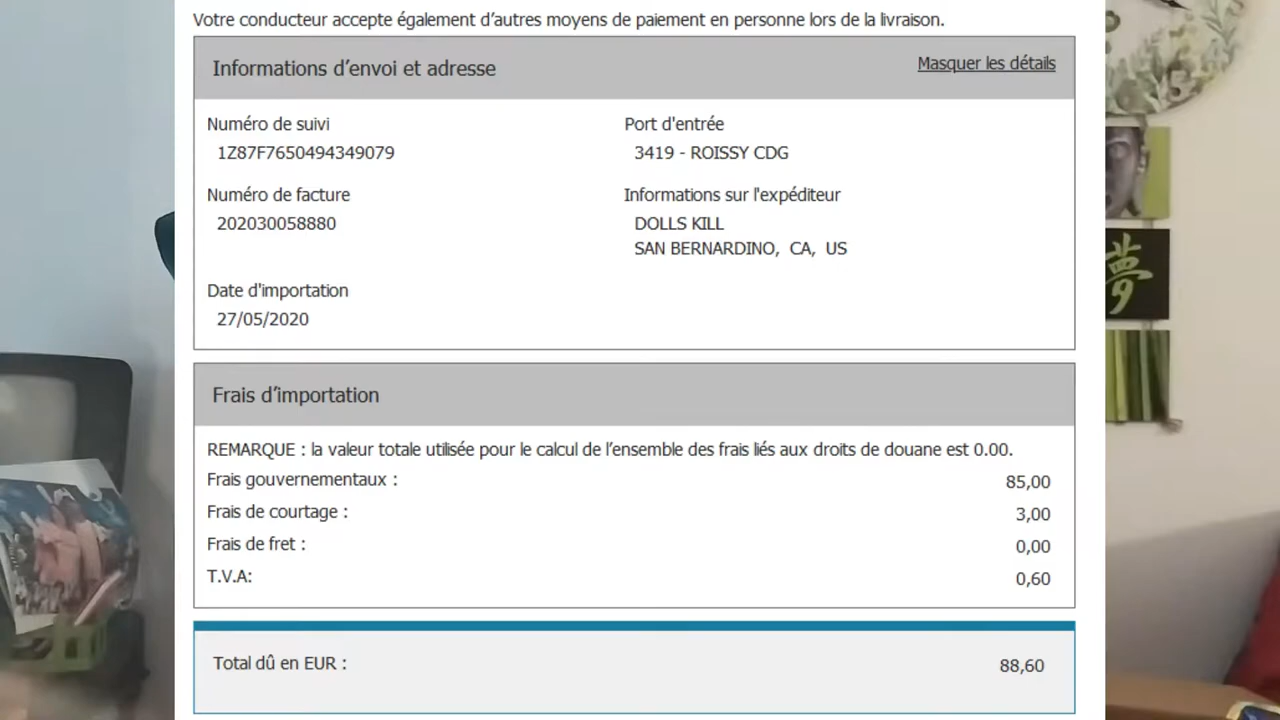 Votre conducteur accepte également d’autres moyens de paiement en personne lors de la livraison.
Informations d’envoi et adresse
Masquer les détails
Numéro de suivi
1Z87F7650494349079
Port d'entrée
3419 - ROISSY CDG
Numéro de facture
202030058880
Informations sur l'expéditeur
DOLLS KILL
SAN BERNARDINO, CA, US
Date d'importation
27/05/2020
Frais d’importation
REMARQUE : la valeur totale utilisée pour le calcul de l’ensemble des frais liés aux droits de douane est 0.00.
Frais gouvernementaux : 85,00
Frais de courtage : 3,00
Frais de fret : 0,00
T.V.A: 0,60
Total dû en EUR : 88,60
夢